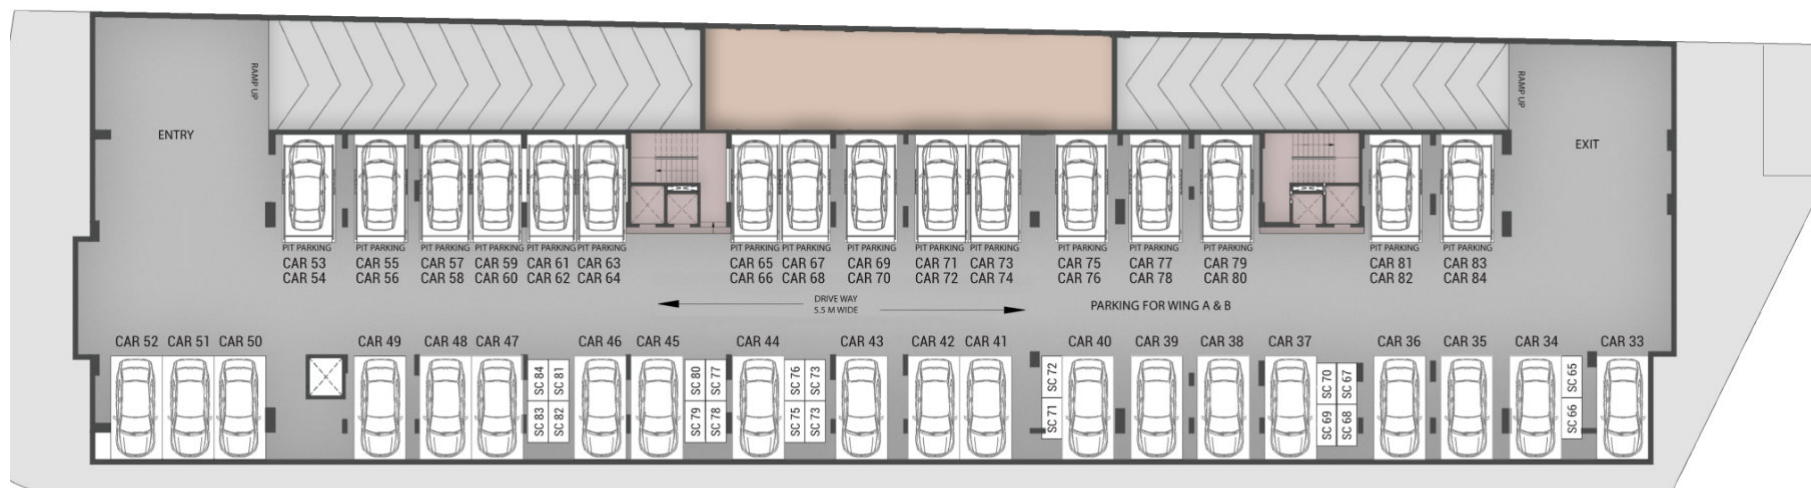 RAMP UP
RAMP UP
ENTRY
EXIT
PIT PARKING PIT PARKING PIT PARKING PIT PARKING PIT PARKING PIT PARKING PIT PARKING PIT PARKING PIT PARKING PIT PARKING PIT PARKING PIT PARKING PIT PARKING PIT PARKING PIT PARKING PIT PARKING
CAR 53 CAR 55 CAR 57 CAR 59 CAR 61 CAR 63 CAR 65 CAR 67 CAR 69 CAR 71 CAR 73 CAR 75 CAR 77 CAR 79 CAR 81 CAR 83
CAR 54 CAR 56 CAR 58 CAR 60 CAR 62 CAR 64 CAR 66 CAR 68 CAR 70 CAR 72 CAR 74 CAR 76 CAR 78 CAR 80 CAR 82 CAR 84
DRIVE WAY
5.5 M WIDE
PARKING FOR WING A & B
CAR 52 CAR 51 CAR 50 CAR 49 CAR 48 CAR 47 CAR 46 CAR 45 CAR 44 CAR 43 CAR 42 CAR 41 CAR 40 CAR 39 CAR 38 CAR 37 CAR 36 CAR 35 CAR 34 CAR 33
SC 84 SC 81 SC 80 SC 77 SC 76 SC 73 SC 72 SC 70 SC 67 SC 65
SC 83 SC 82 SC 79 SC 78 SC 75 SC 73 SC 71 SC 69 SC 68 SC 66